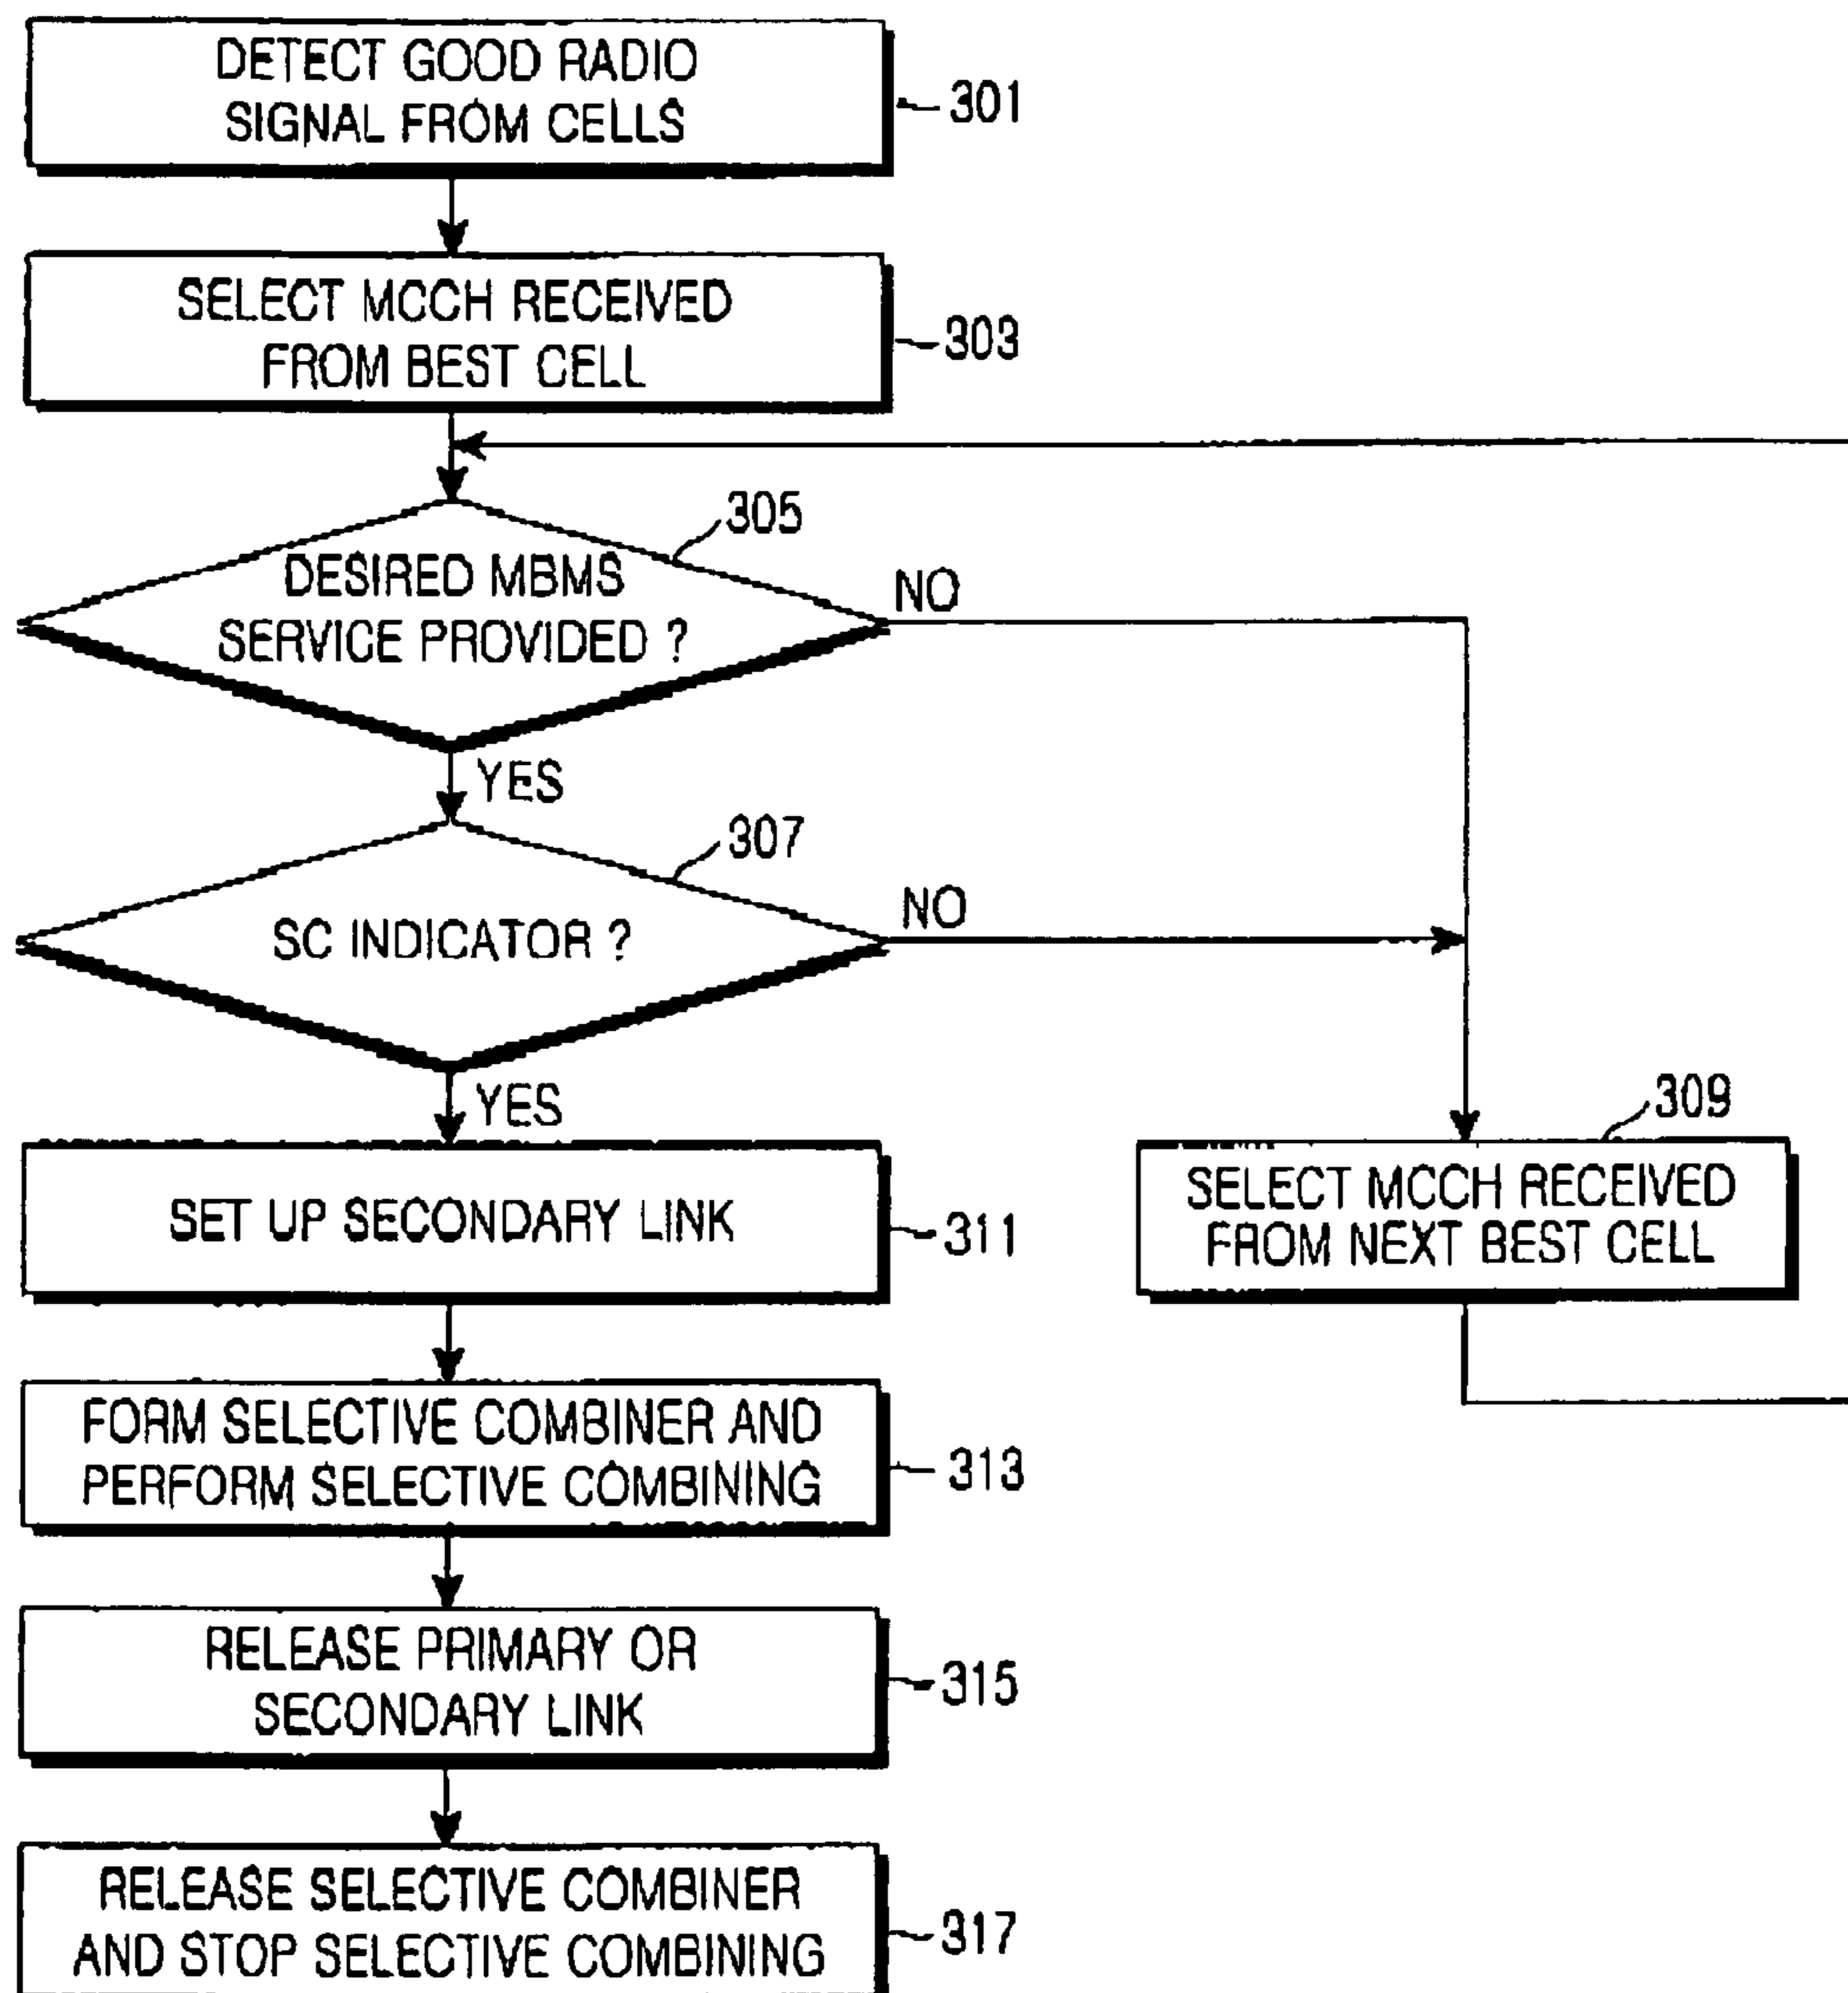 DETECT GOOD RADIO
SIGNAL FROM CELLS
301
SELECT MCCH RECEIVED
FROM BEST CELL
303
305
DESIRED MBMS
SERVICE PROVIDED ?
NO
YES
307
SC INDICATOR ?
NO
YES
309
SET UP SECONDARY LINK
311
SELECT MCCH RECEIVED
FROM NEXT BEST CELL
FORM SELECTIVE COMBINER AND
PERFORM SELECTIVE COMBINING
313
RELEASE PRIMARY OR
SECONDARY LINK
315
RELEASE SELECTIVE COMBINER
AND STOP SELECTIVE COMBINING
317